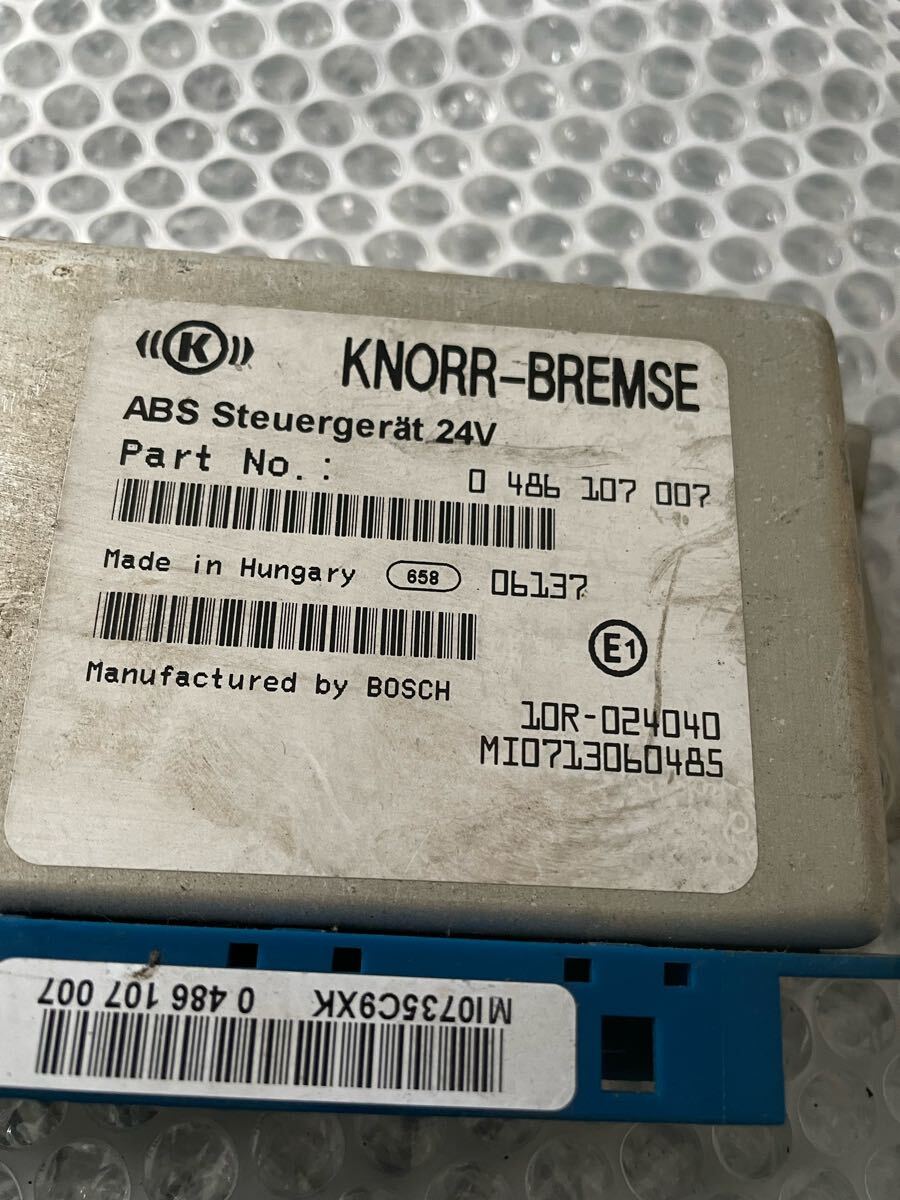 ((K)) KNORR-BREMSE
ABS Steuergerät 24V
Part No.: 0 486 107 007
Made in Hungary 658 06137
E1
Manufactured by BOSCH
10R-024040
MI0713060485
MI0735C9XK 0 486 107 007